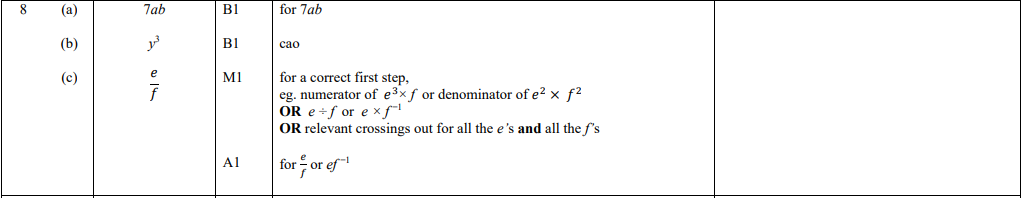 8 (a) 7ab B1 for 7ab
(b) y³ B1 cao
(c) e/f M1 for a correct first step,
eg. numerator of e³× f or denominator of e² × f²
OR e ÷ f or e × f⁻¹
OR relevant crossings out for all the e's and all the f's
A1 for e/f or ef⁻¹